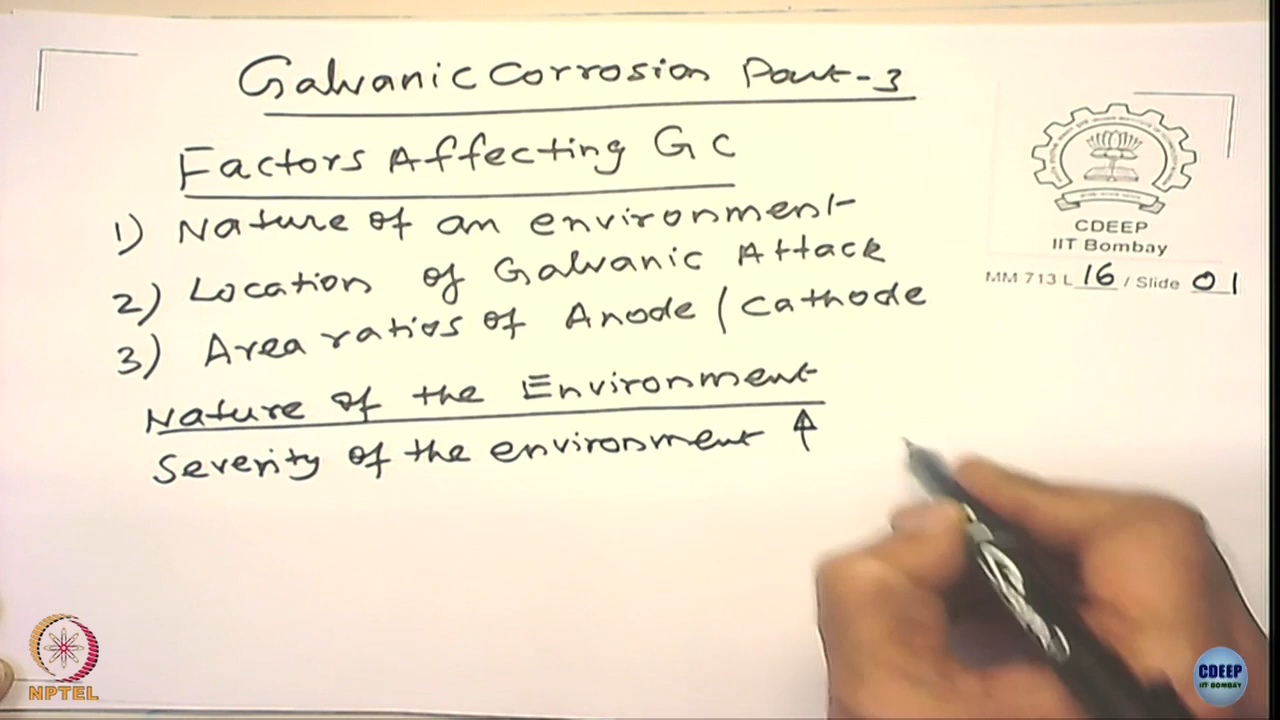 Galvanic Corrosion Part-3
Factors Affecting GC
1) Nature of an environment
2) Location of Galvanic Attack
3) Area ratios of Anode / Cathode
Nature of the Environment
Severity of the environment ↑
CDEEP
IIT Bombay
MM 713 L 16 / Slide 01
NPTEL
CDEEP
IIT BOMBAY